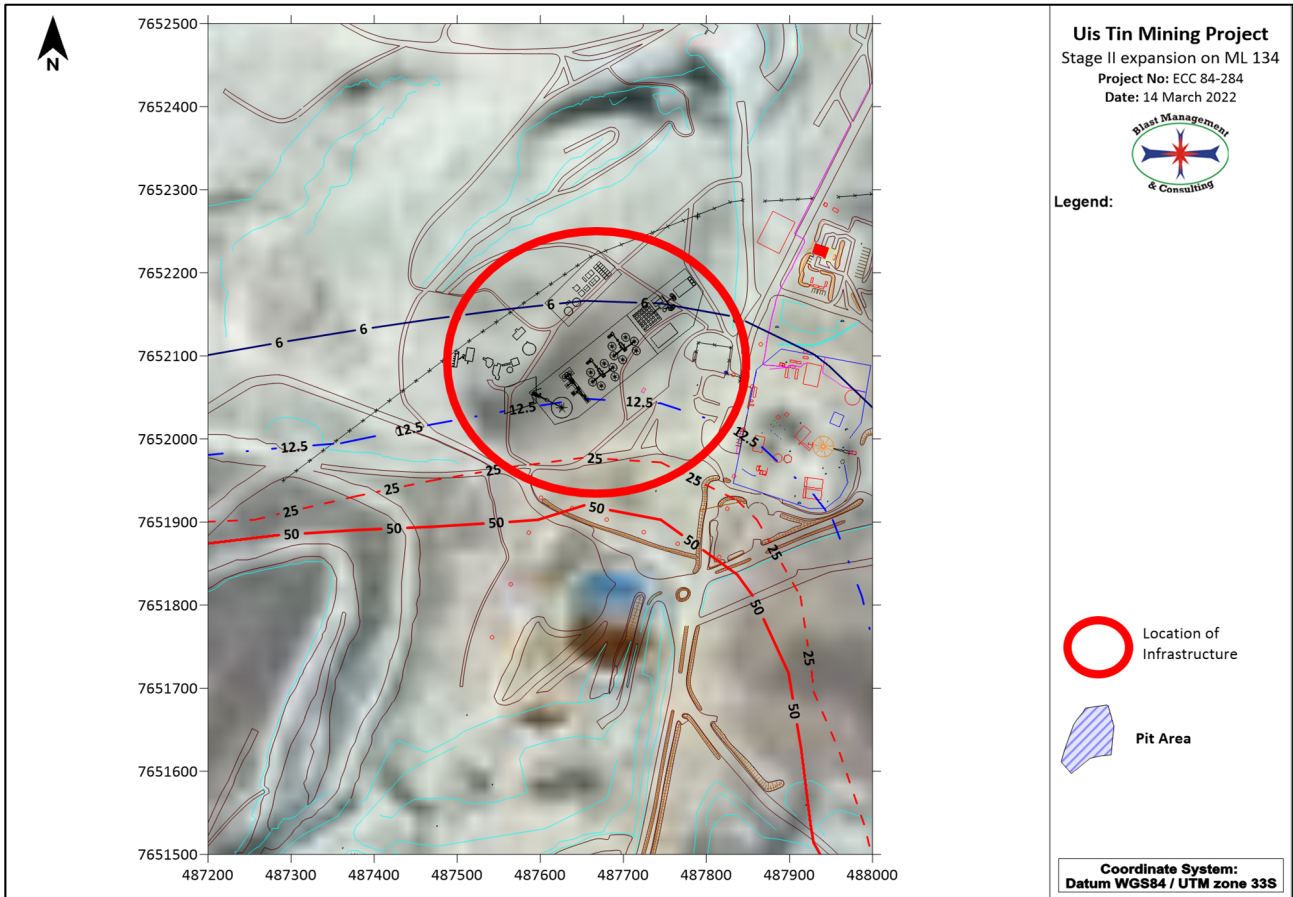 N
7652500
7652400
7652300
7652200
7652100
7652000
7651900
7651800
7651700
7651600
7651500
487200 487300 487400 487500 487600 487700 487800 487900 488000
6 6 6 6
12.5 12.5 12.5 12.5 12.5
25 25 25 25 25 25 25
50 50 50 50 50 50 50
Uis Tin Mining Project
Stage II expansion on ML 134
Project No: ECC 84-284
Date: 14 March 2022
Blast Management
& Consulting
Legend:
Location of
Infrastructure
Pit Area
Coordinate System:
Datum WGS84 / UTM zone 33S